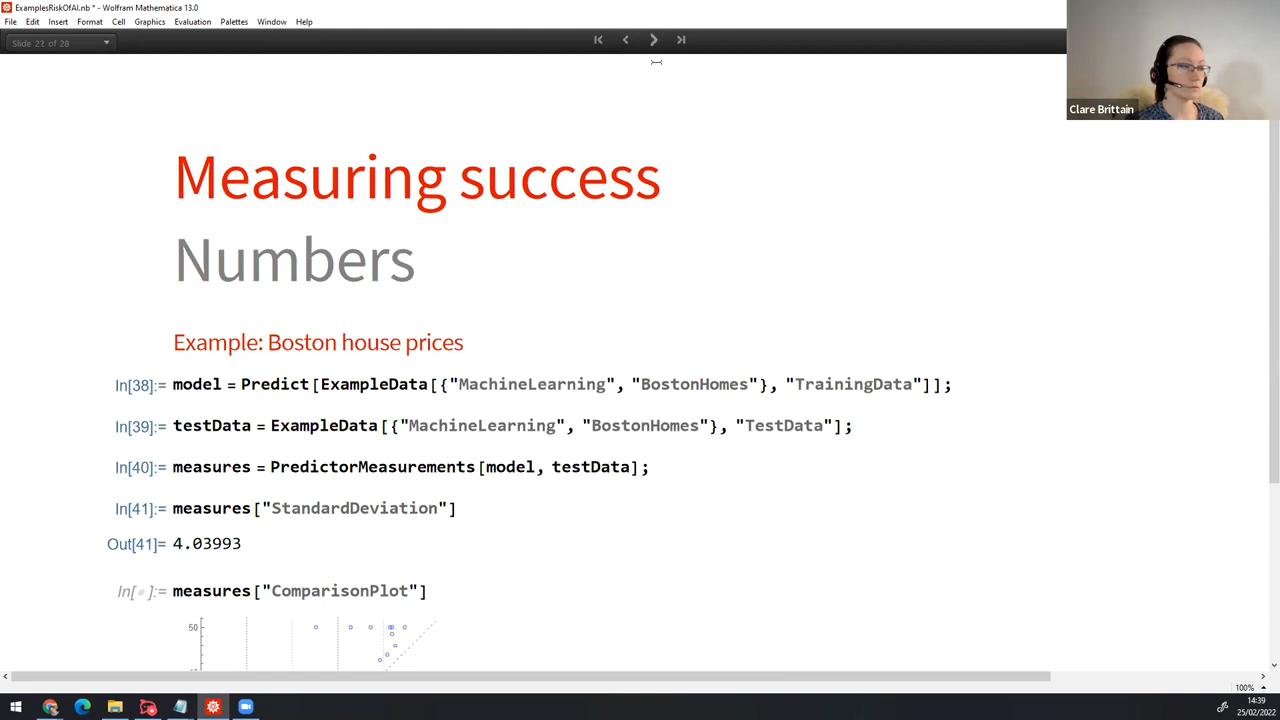 ExamplesRiskOfAI.nb * - Wolfram Mathematica 13.0
File Edit Insert Format Cell Graphics Evaluation Palettes Window Help
Slide 22 of 28
Clare Brittain
Measuring success
Numbers
Example: Boston house prices
In[38]:= model = Predict[ExampleData[{"MachineLearning", "BostonHomes"}, "TrainingData"]];
In[39]:= testData = ExampleData[{"MachineLearning", "BostonHomes"}, "TestData"];
In[40]:= measures = PredictorMeasurements[model, testData];
In[41]:= measures["StandardDeviation"]
Out[41]= 4.03993
In[∘]:= measures["ComparisonPlot"]
50
100%
14:39
25/02/2022